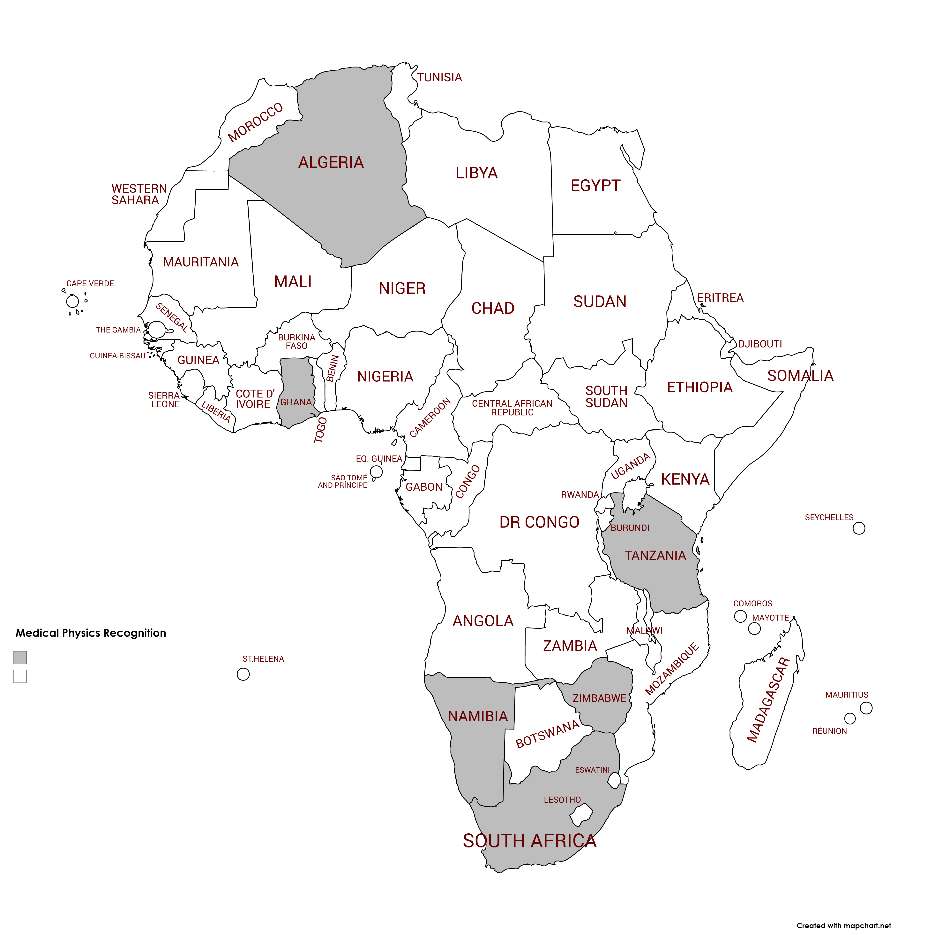 TUNISIA
MOROCCO
ALGERIA
LIBYA
EGYPT
WESTERN
SAHARA
MAURITANIA
MALI
NIGER
CHAD
SUDAN
ERITREA
CAPE VERDE
SENEGAL
THE GAMBIA
GUINEA-BISSAU
GUINEA
BURKINA
FASO
BENIN
NIGERIA
DJIBOUTI
SOMALIA
ETHIOPIA
SOUTH
SUDAN
SIERRA
LEONE
LIBERIA
COTE D'
IVOIRE
GHANA
TOGO
CAMEROON
CENTRAL AFRICAN
REPUBLIC
EQ. GUINEA
SAO TOME
AND PRÍNCIPE
GABON
CONGO
UGANDA
KENYA
RWANDA
DR CONGO
BURUNDI
TANZANIA
SEYCHELLES
COMOROS
MAYOTTE
ANGOLA
MALAWI
ZAMBIA
Medical Physics Recognition
ST.HELENA
MOZAMBIQUE
MADAGASCAR
MAURITIUS
RÉUNION
NAMIBIA
ZIMBABWE
BOTSWANA
ESWATINI
LESOTHO
SOUTH AFRICA
Created with mapchart.net